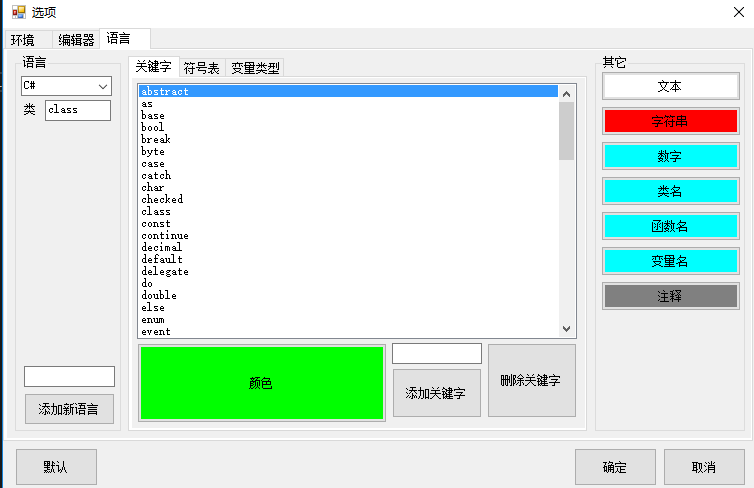 选项
环境 编辑器 语言
语言
C#
类 class
添加新语言
关键字 符号表 变量类型
abstract
as
base
bool
break
byte
case
catch
char
checked
class
const
continue
decimal
default
delegate
do
double
else
enum
event
颜色
添加关键字
删除关键字
其它
文本
字符串
数字
类名
函数名
变量名
注释
默认
确定
取消